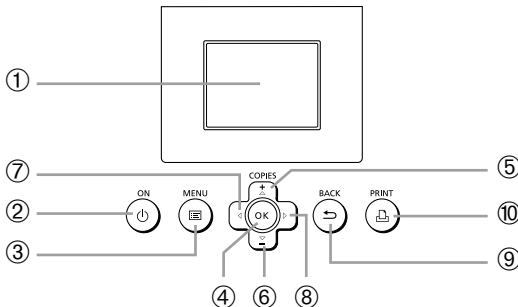 ①
⑦
COPIES
⑤
+
ON
MENU
BACK
PRINT
②
OK
⑩
③
−
⑨
④
⑥
⑧